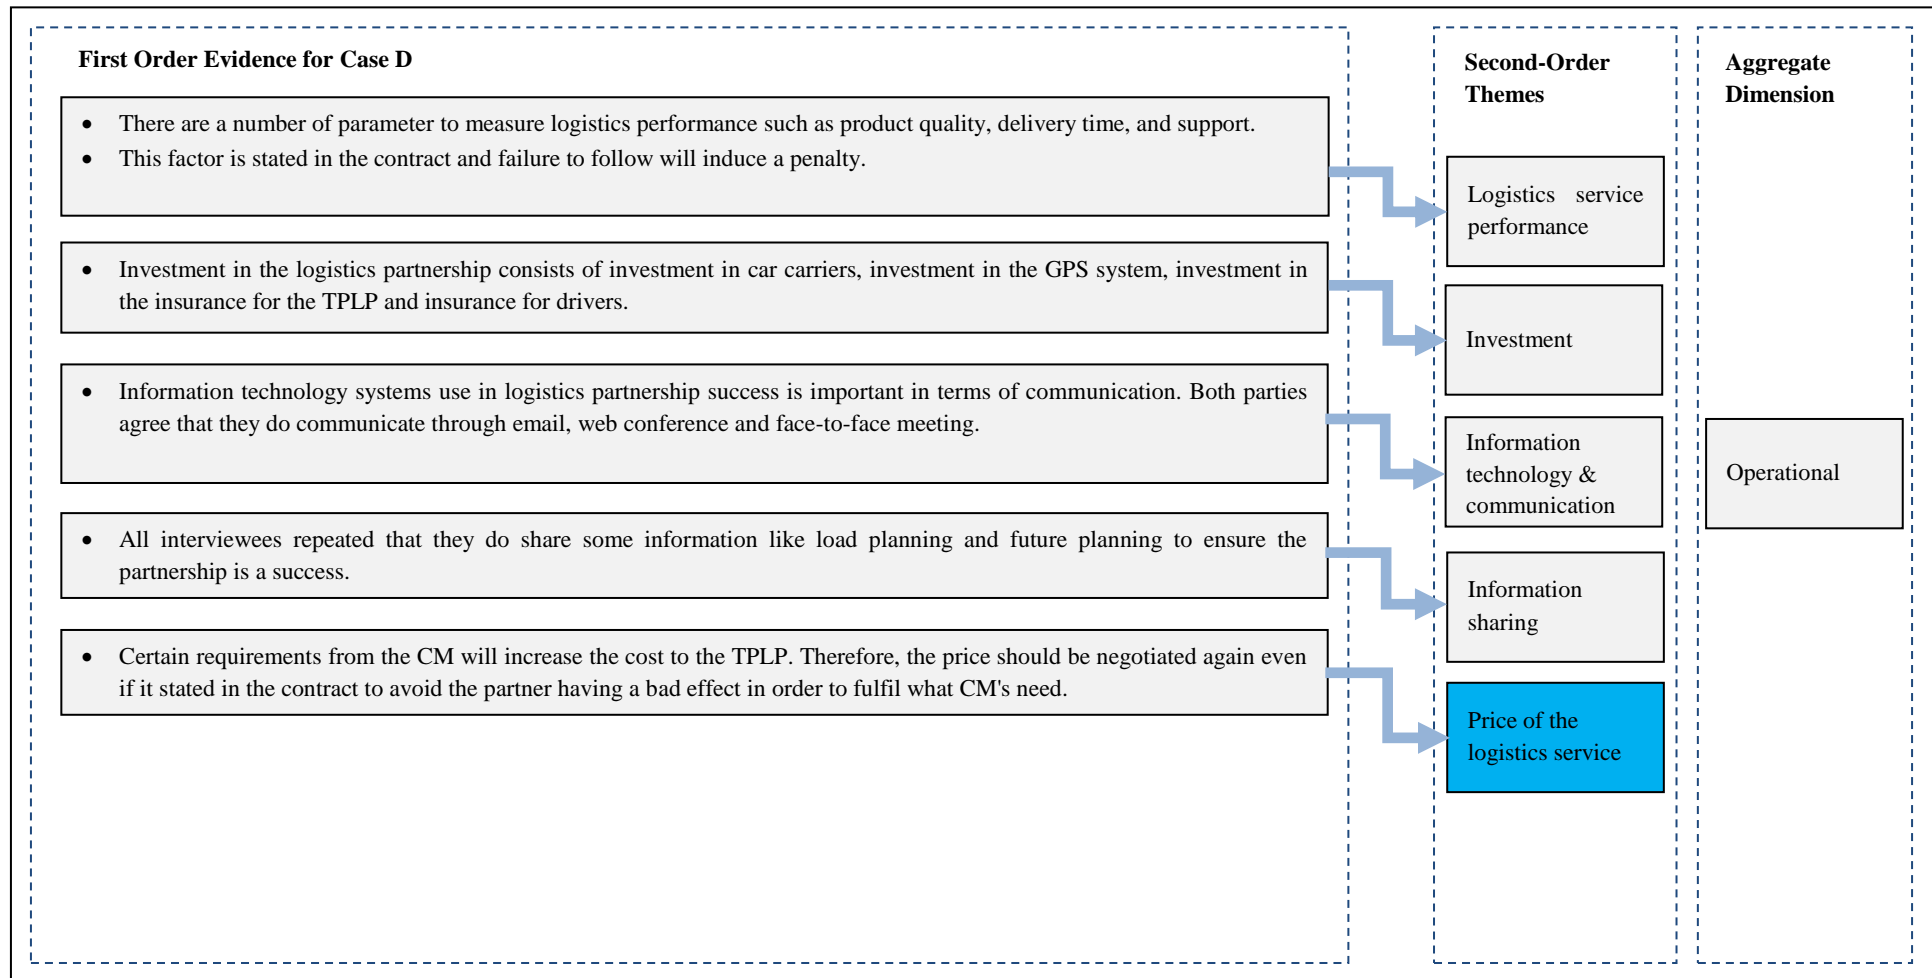 First Order Evidence for Case D
• There are a number of parameter to measure logistics performance such as product quality, delivery time, and support.
• This factor is stated in the contract and failure to follow will induce a penalty.
• Investment in the logistics partnership consists of investment in car carriers, investment in the GPS system, investment in
the insurance for the TPLP and insurance for drivers.
• Information technology systems use in logistics partnership success is important in terms of communication. Both parties
agree that they do communicate through email, web conference and face-to-face meeting.
• All interviewees repeated that they do share some information like load planning and future planning to ensure the
partnership is a success.
• Certain requirements from the CM will increase the cost to the TPLP. Therefore, the price should be negotiated again even
if it stated in the contract to avoid the partner having a bad effect in order to fulfil what CM's need.
Second-Order
Themes
Logistics service
performance
Investment
Information
technology &
communication
Information
sharing
Price of the
logistics service
Aggregate
Dimension
Operational